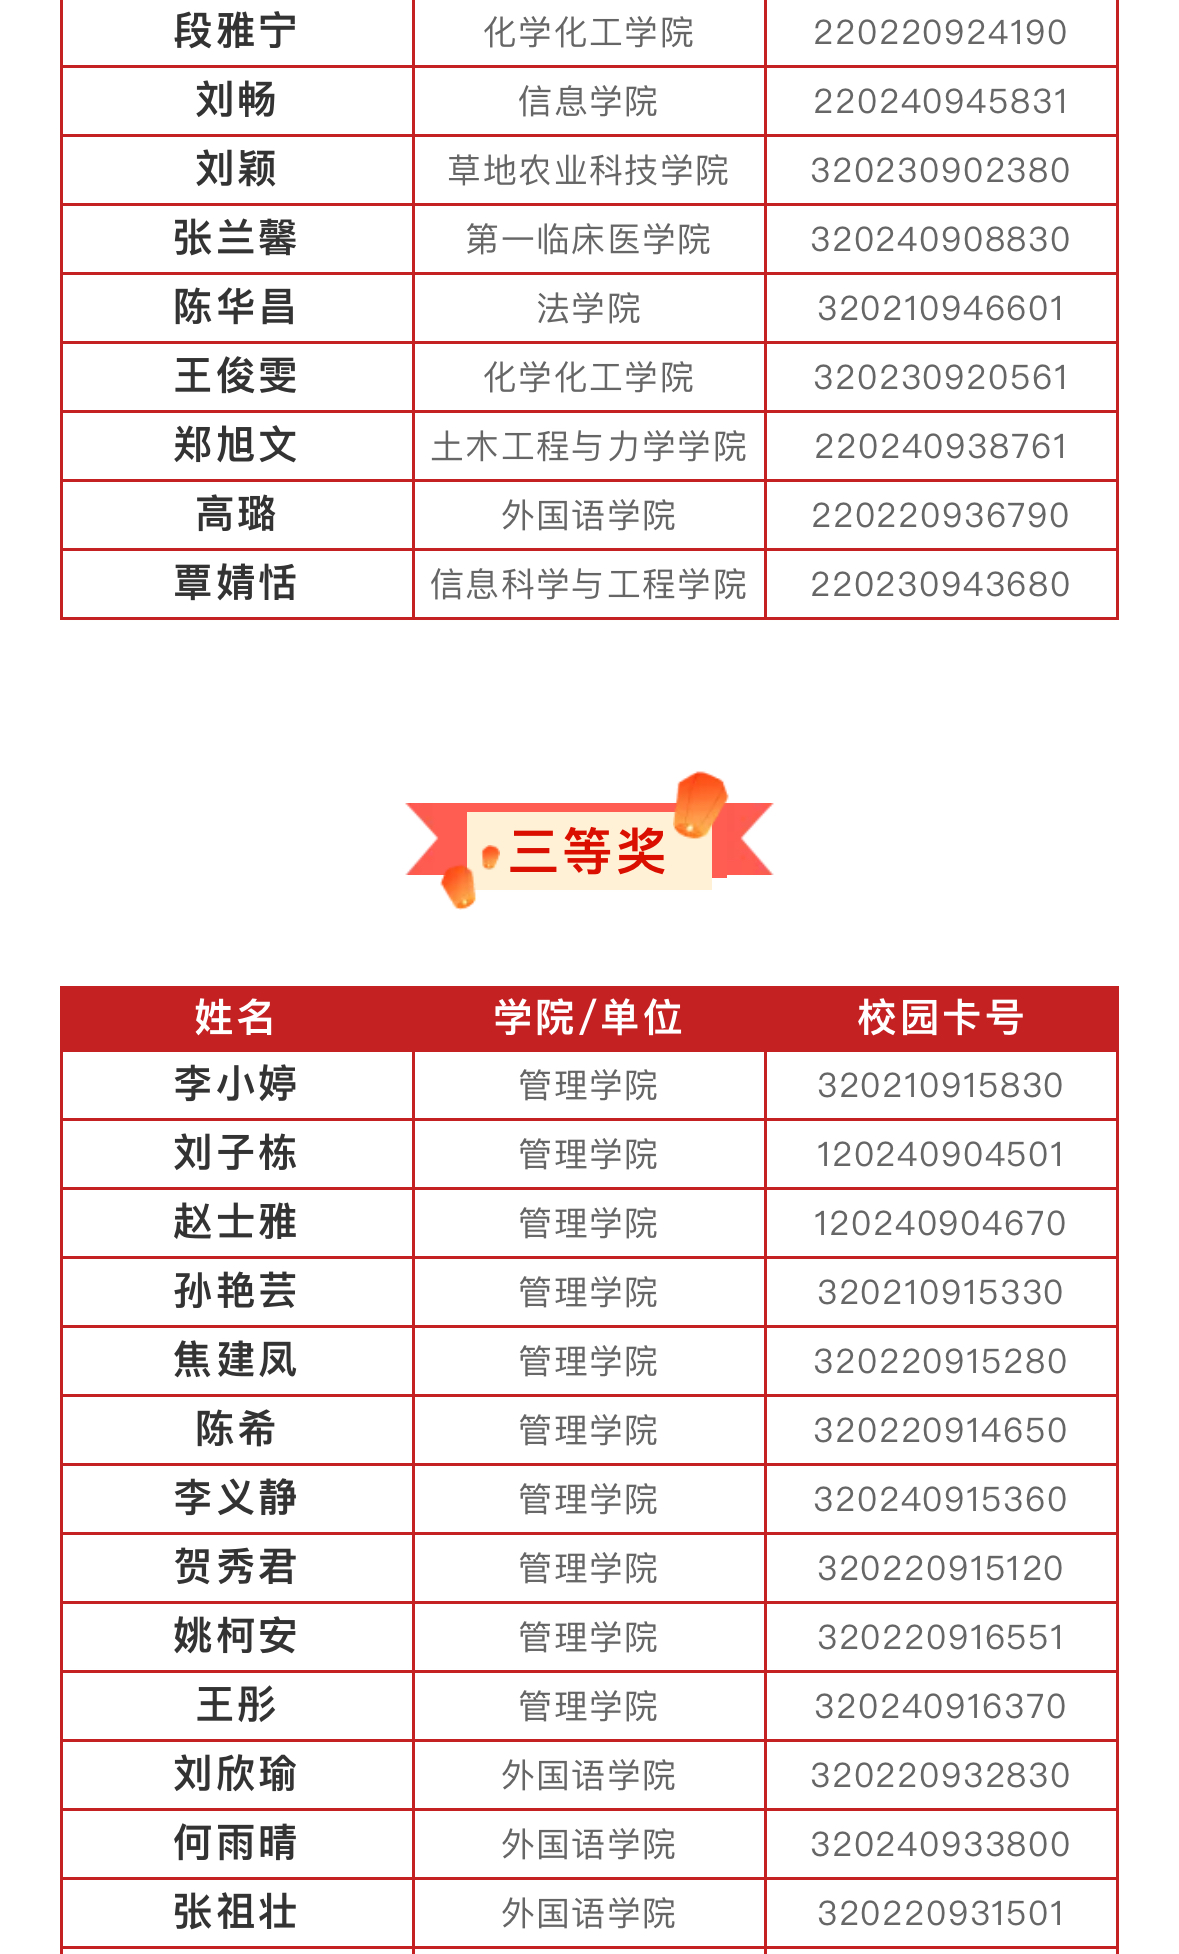 段雅宁 化学化工学院 220220924190
刘畅 信息学院 220240945831
刘颖 草地农业科技学院 320230902380
张兰馨 第一临床医学院 320240908830
陈华昌 法学院 320210946601
王俊雯 化学化工学院 320230920561
郑旭文 土木工程与力学学院 220240938761
高璐 外国语学院 220220936790
覃婧恬 信息科学与工程学院 220230943680
三等奖
姓名 学院/单位 校园卡号
李小婷 管理学院 320210915830
刘子栋 管理学院 120240904501
赵士雅 管理学院 120240904670
孙艳芸 管理学院 320210915330
焦建凤 管理学院 320220915280
陈希 管理学院 320220914650
李义静 管理学院 320240915360
贺秀君 管理学院 320220915120
姚柯安 管理学院 320220916551
王彤 管理学院 320240916370
刘欣瑜 外国语学院 320220932830
何雨晴 外国语学院 320240933800
张祖壮 外国语学院 320220931501